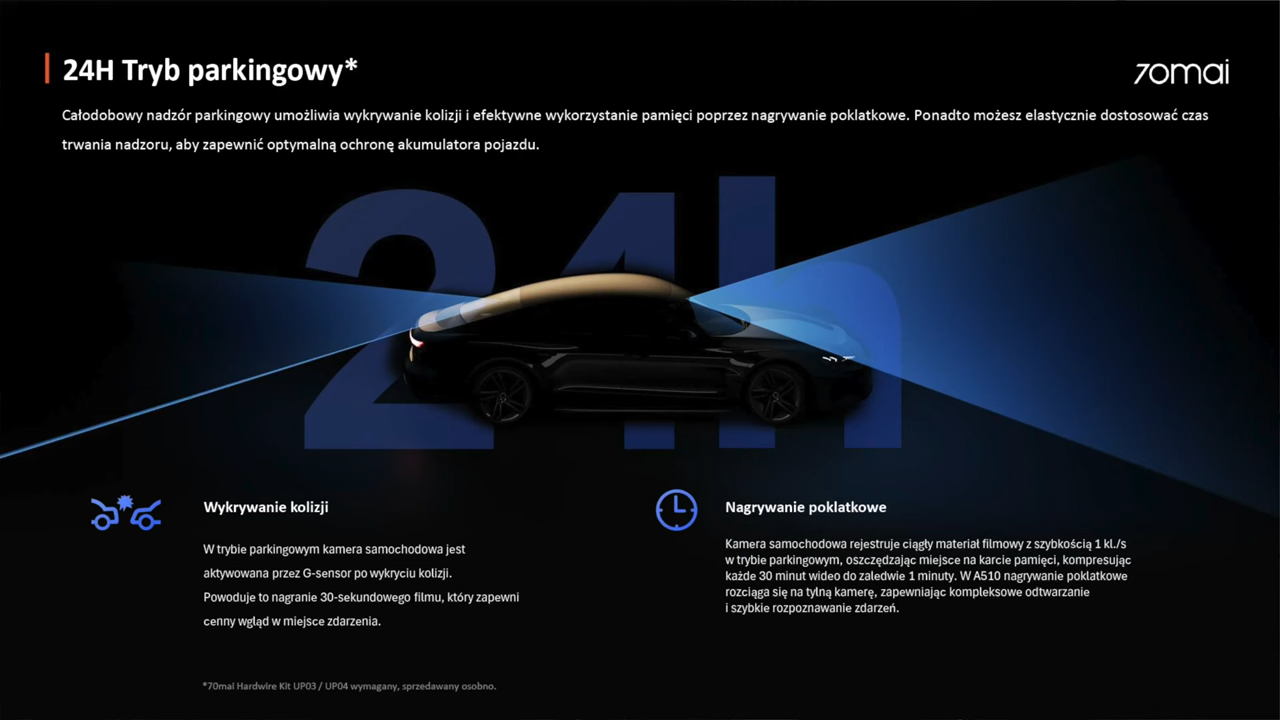 24H Tryb parkingowy*
70mai
Całodobowy nadzór parkingowy umożliwia wykrywanie kolizji i efektywne wykorzystanie pamięci poprzez nagrywanie poklatkowe. Ponadto możesz elastycznie dostosować czas
trwania nadzoru, aby zapewnić optymalną ochronę akumulatora pojazdu.
24h
Wykrywanie kolizji
W trybie parkingowym kamera samochodowa jest
aktywowana przez G-sensor po wykryciu kolizji.
Powoduje to nagranie 30-sekundowego filmu, który zapewni
cenny wgląd w miejsce zdarzenia.
Nagrywanie poklatkowe
Kamera samochodowa rejestruje ciągły materiał filmowy z szybkością 1 kl./s
w trybie parkingowym, oszczędzając miejsce na karcie pamięci, kompresując
każde 30 minut wideo do zaledwie 1 minuty. W A510 nagrywanie poklatkowe
rozciąga się na tylną kamerę, zapewniając kompleksowe odtwarzanie
i szybkie rozpoznawanie zdarzeń.
*70mai Hardwire Kit UP03 / UP04 wymagany, sprzedawany osobno.